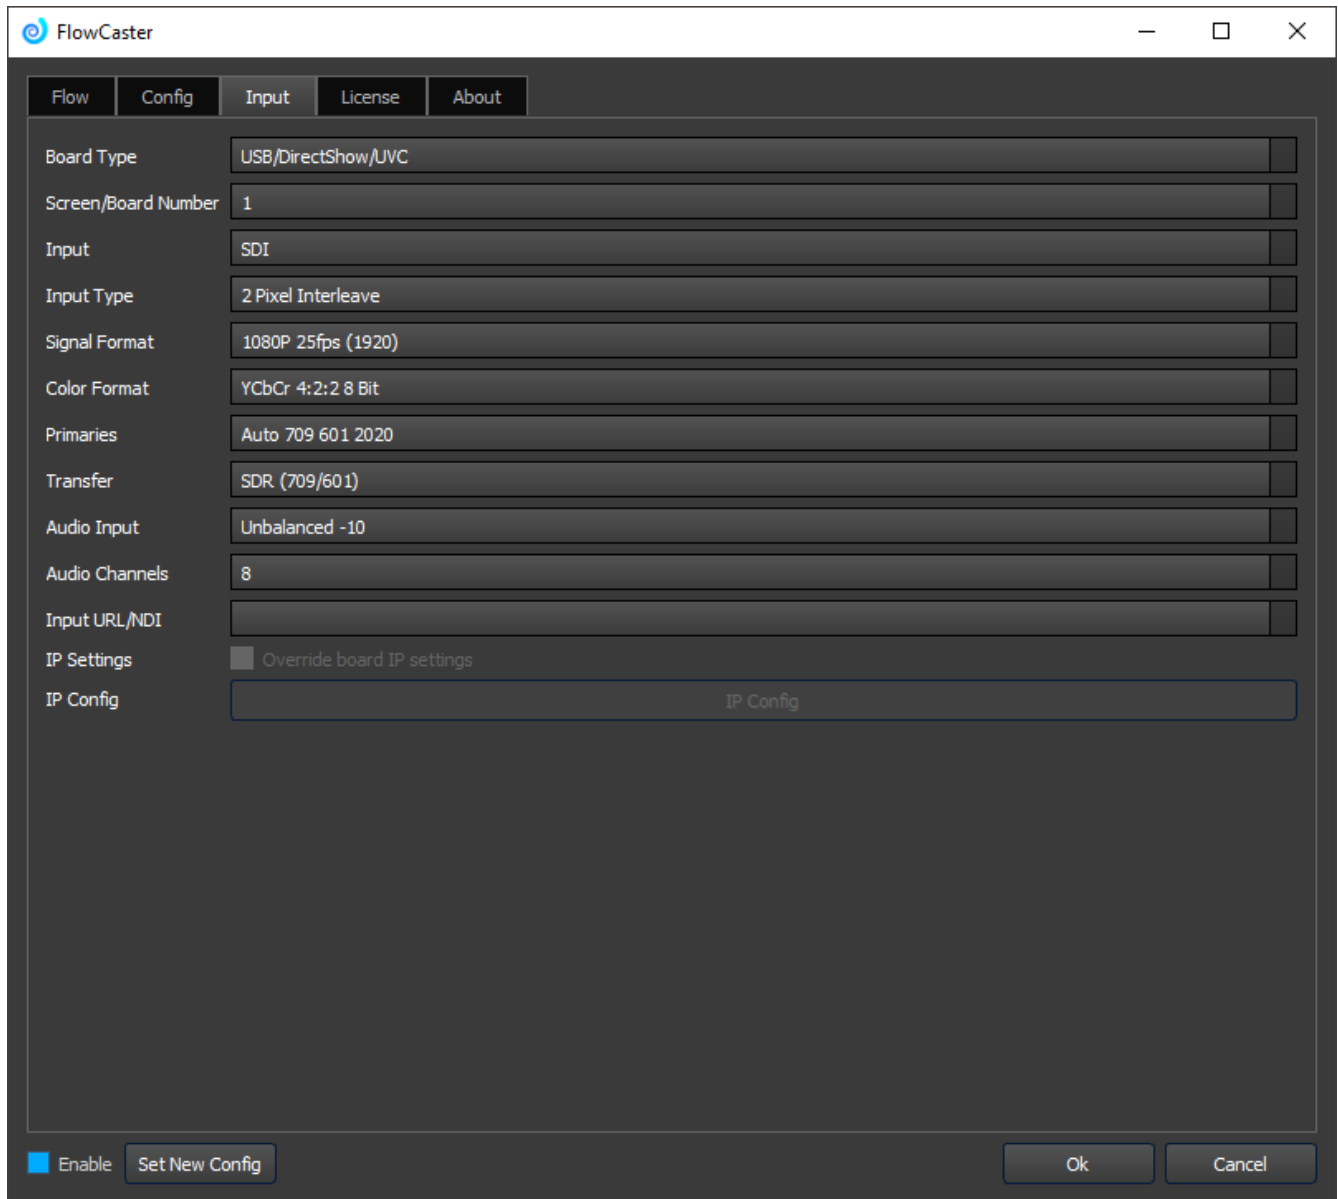 FlowCaster
Flow Config Input License About
Board Type USB/DirectShow/UVC
Screen/Board Number 1
Input SDI
Input Type 2 Pixel Interleave
Signal Format 1080P 25fps (1920)
Color Format YCbCr 4:2:2 8 Bit
Primaries Auto 709 601 2020
Transfer SDR (709/601)
Audio Input Unbalanced -10
Audio Channels 8
Input URL/NDI
IP Settings Override board IP settings
IP Config IP Config
Enable Set New Config Ok Cancel